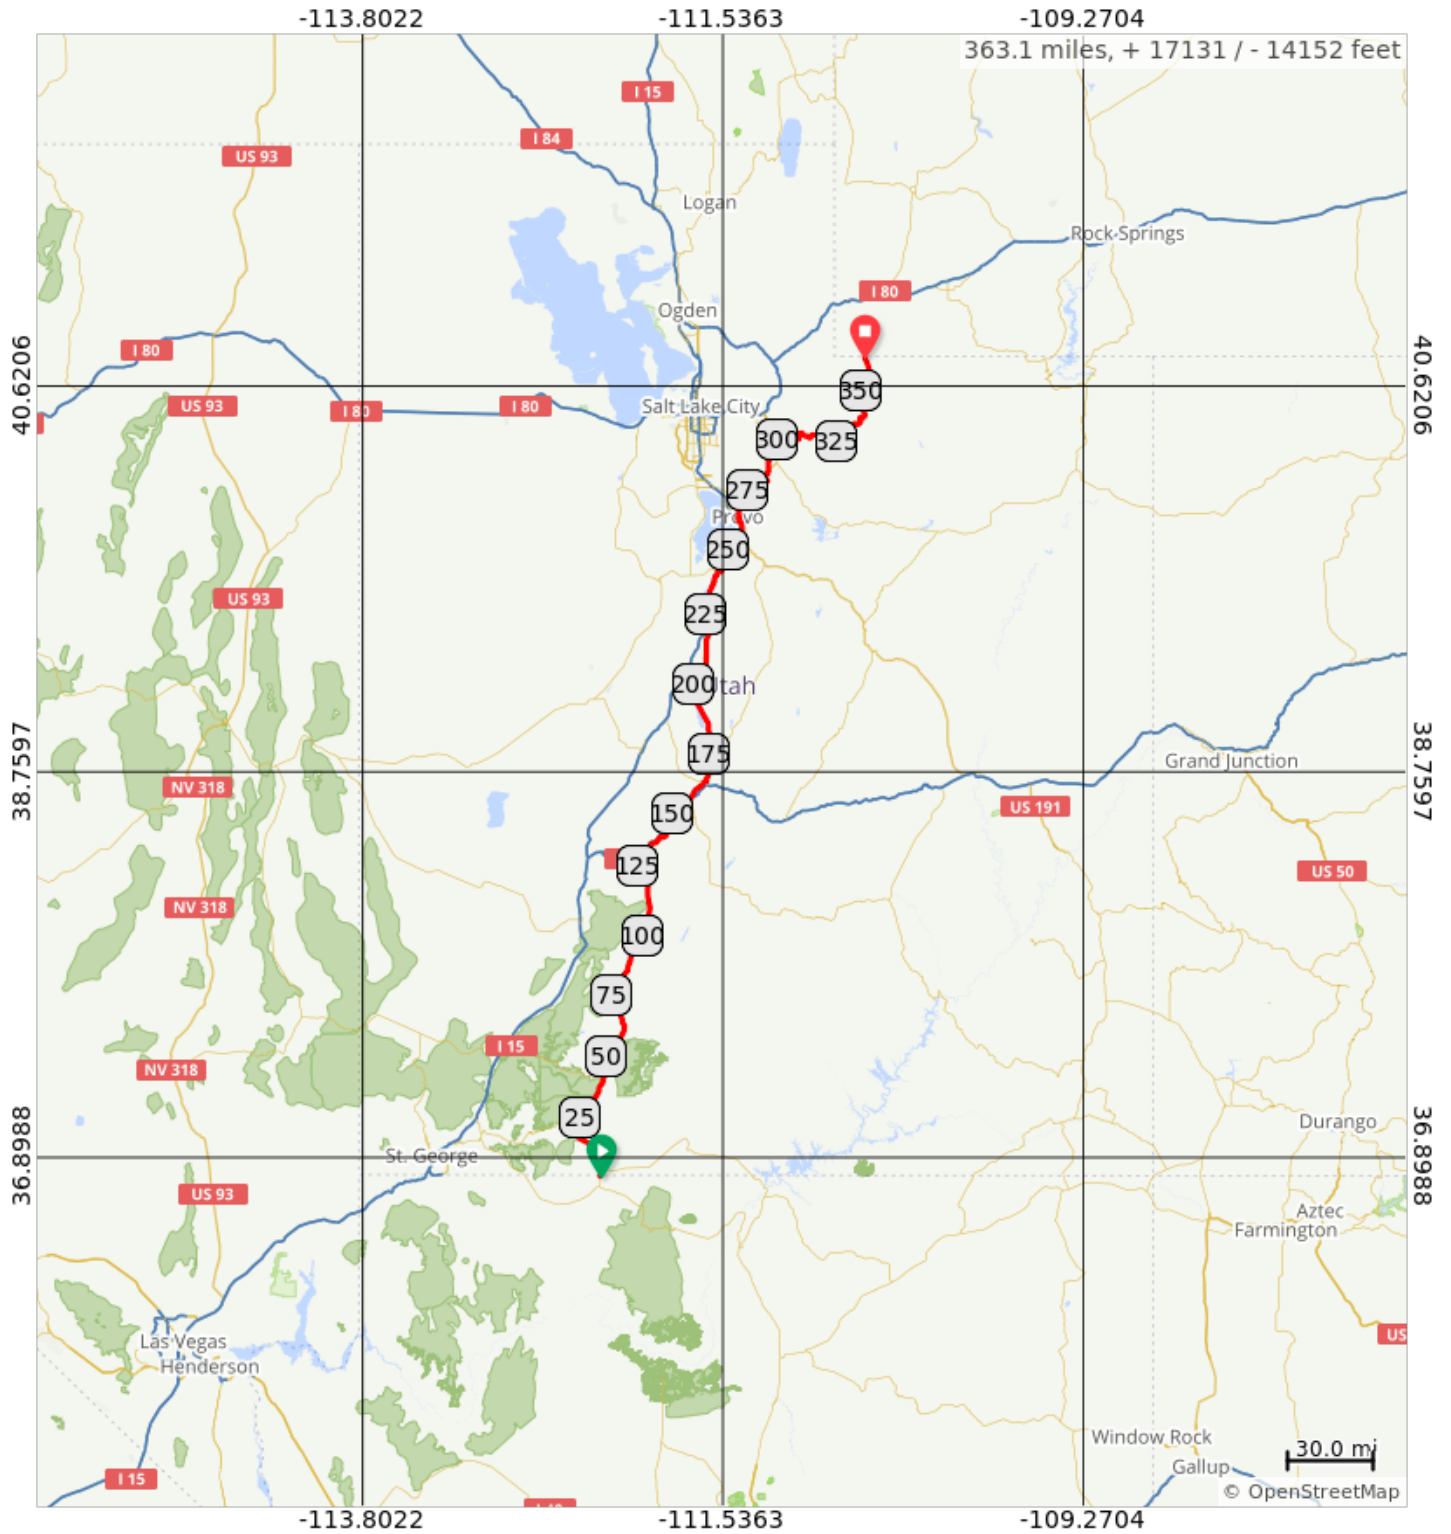 -113.8022 -111.5363 -109.2704
363.1 miles, + 17131 / - 14152 feet
I 15
I 84
US 93
Logan
Rock Springs
I 80
Ogden
I 80
40.6206
40.6206
350
US 93
I 80
I 80
Salt Lake City
300
325
275
Provo
250
US 93
225
200
Utah
175
38.7597
38.7597
Grand Junction
NV 318
US 191
150
125
US 50
NV 318
100
75
I 15
50
NV 318
25
Durango
36.8988
36.8988
St. George
US 93
Aztec
Farmington
US
Las Vegas
Henderson
Window Rock
30.0 mi
Gallup
I 15
© OpenStreetMap
-113.8022 -111.5363 -109.2704